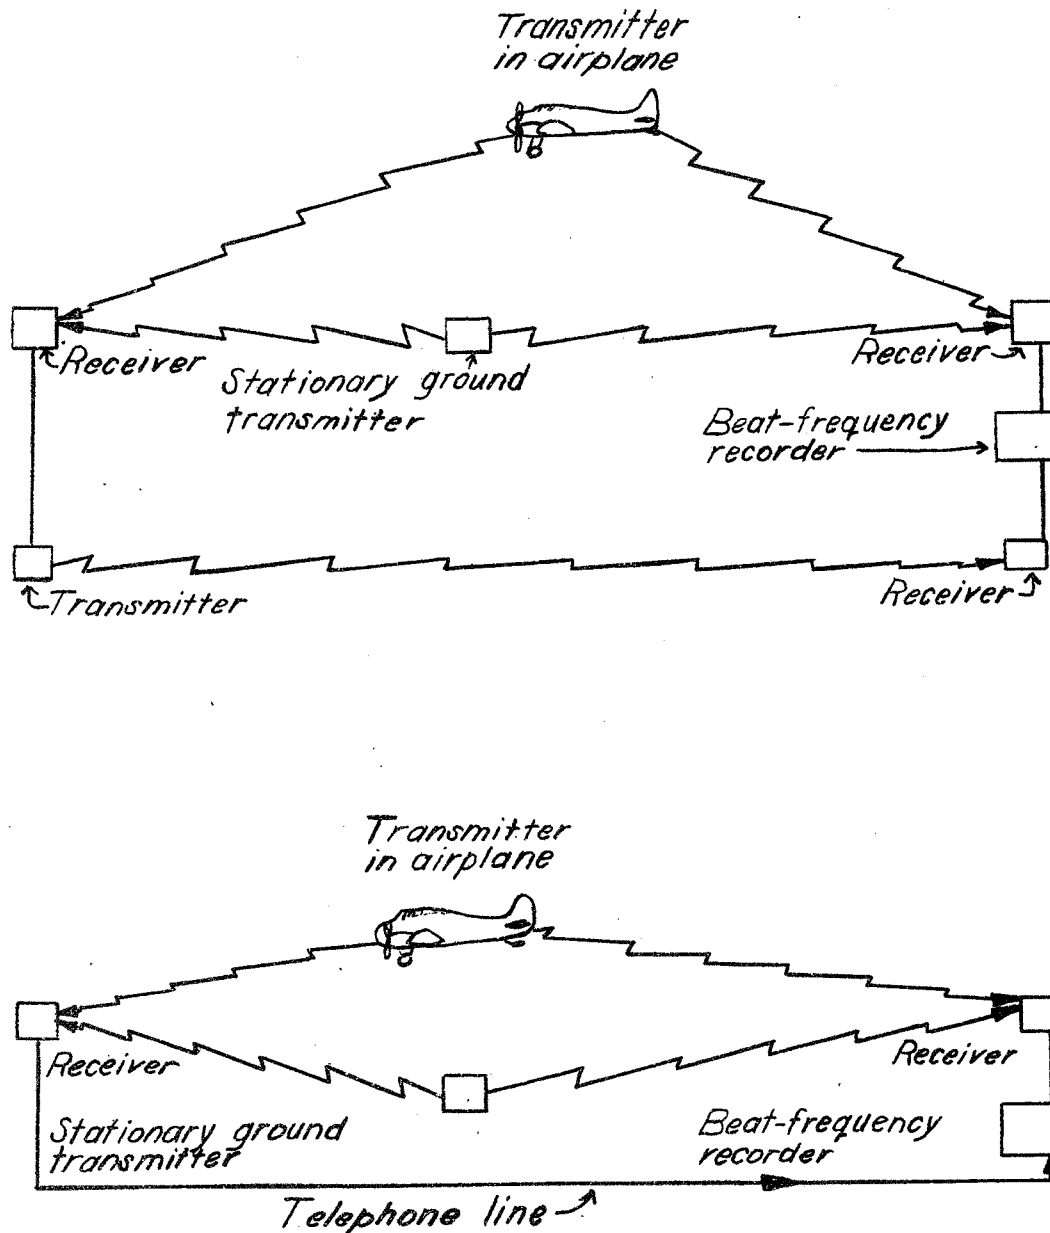 Transmitter
in airplane
Receiver
Receiver
Stationary ground
transmitter
Beat-frequency
recorder
Transmitter
Receiver
Transmitter
in airplane
Receiver
Receiver
Stationary ground
transmitter
Beat-frequency
recorder
Telephone line